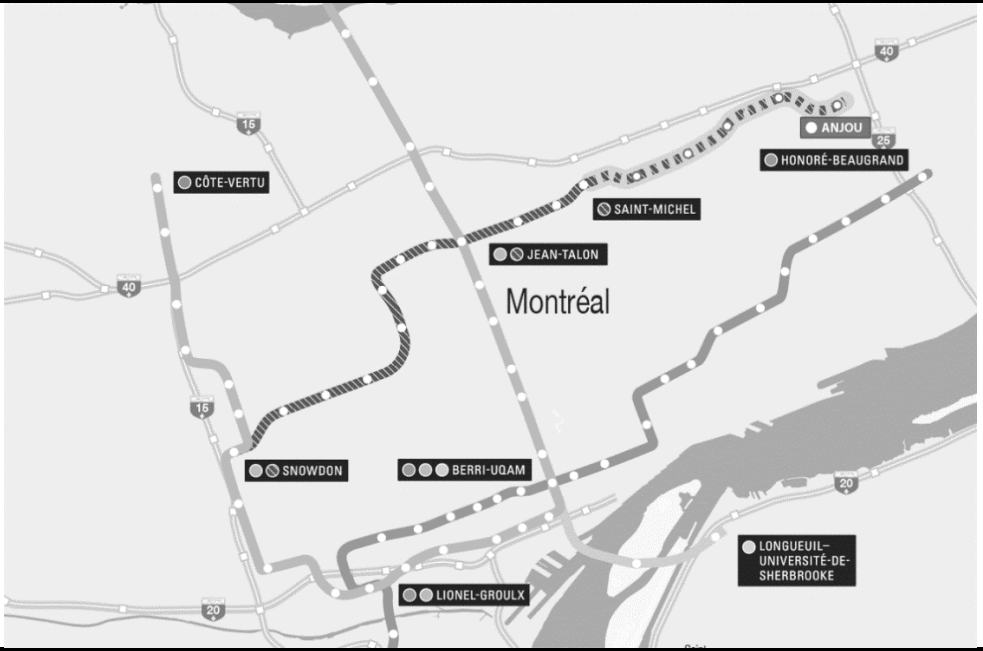 40
ANJOU
15
25
HONORÉ-BEAUGRAND
CÔTE-VERTU
SAINT-MICHEL
JEAN-TALON
40
Montréal
15
SNOWDON
BERRI-UQAM
20
LONGUEUIL–
UNIVERSITÉ-DE-
SHERBROOKE
LIONEL-GROULX
20